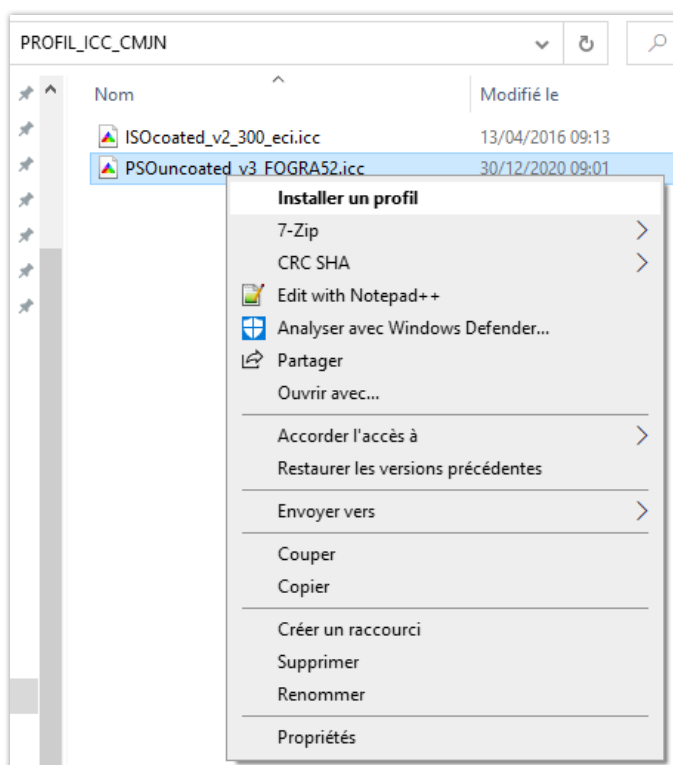 PROFIL_ICC_CMJN
Nom
Modifié le
ISOcoated_v2_300_eci.icc
13/04/2016 09:13
PSOuncoated_v3_FOGRA52.icc
30/12/2020 09:01
Installer un profil
7-Zip
CRC SHA
Edit with Notepad++
Analyser avec Windows Defender...
Partager
Ouvrir avec...
Accorder l'accès à
Restaurer les versions précédentes
Envoyer vers
Couper
Copier
Créer un raccourci
Supprimer
Renommer
Propriétés